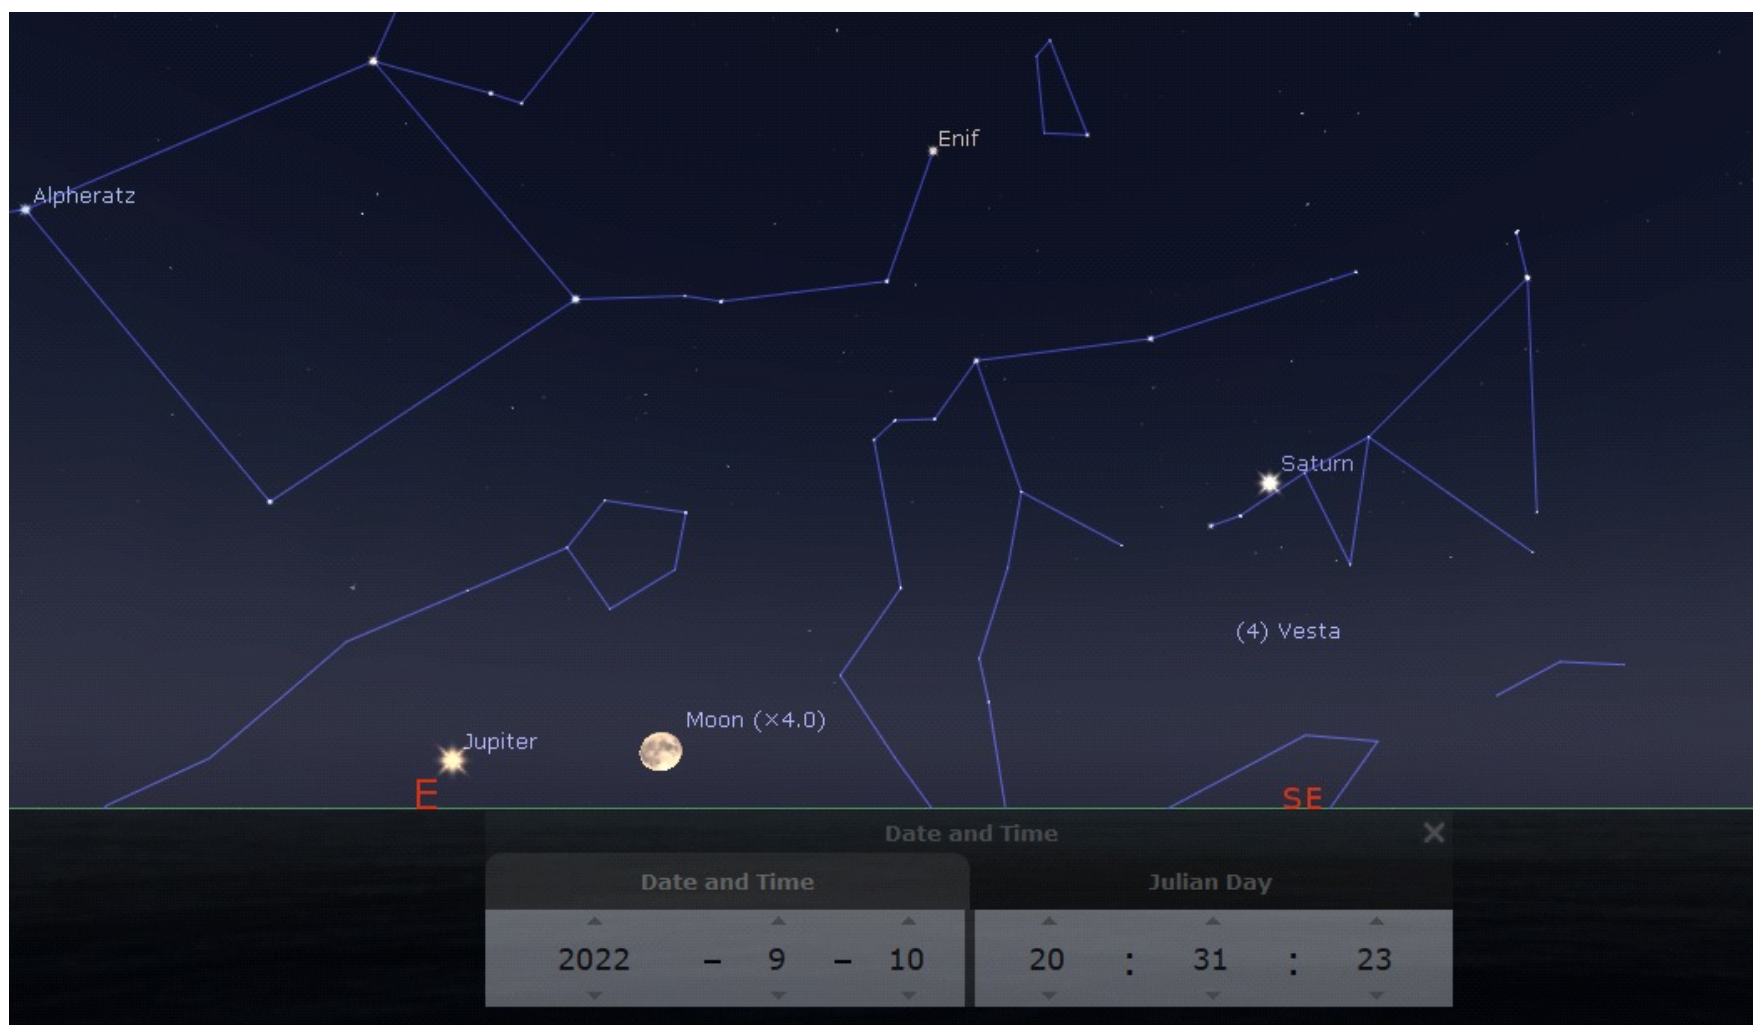 Enif
Alpheratz
Saturn
(4) Vesta
Moon (×4.0)
Jupiter
E
SE
Date and Time
Date and Time
Julian Day
2022 – 9 – 10 20 : 31 : 23